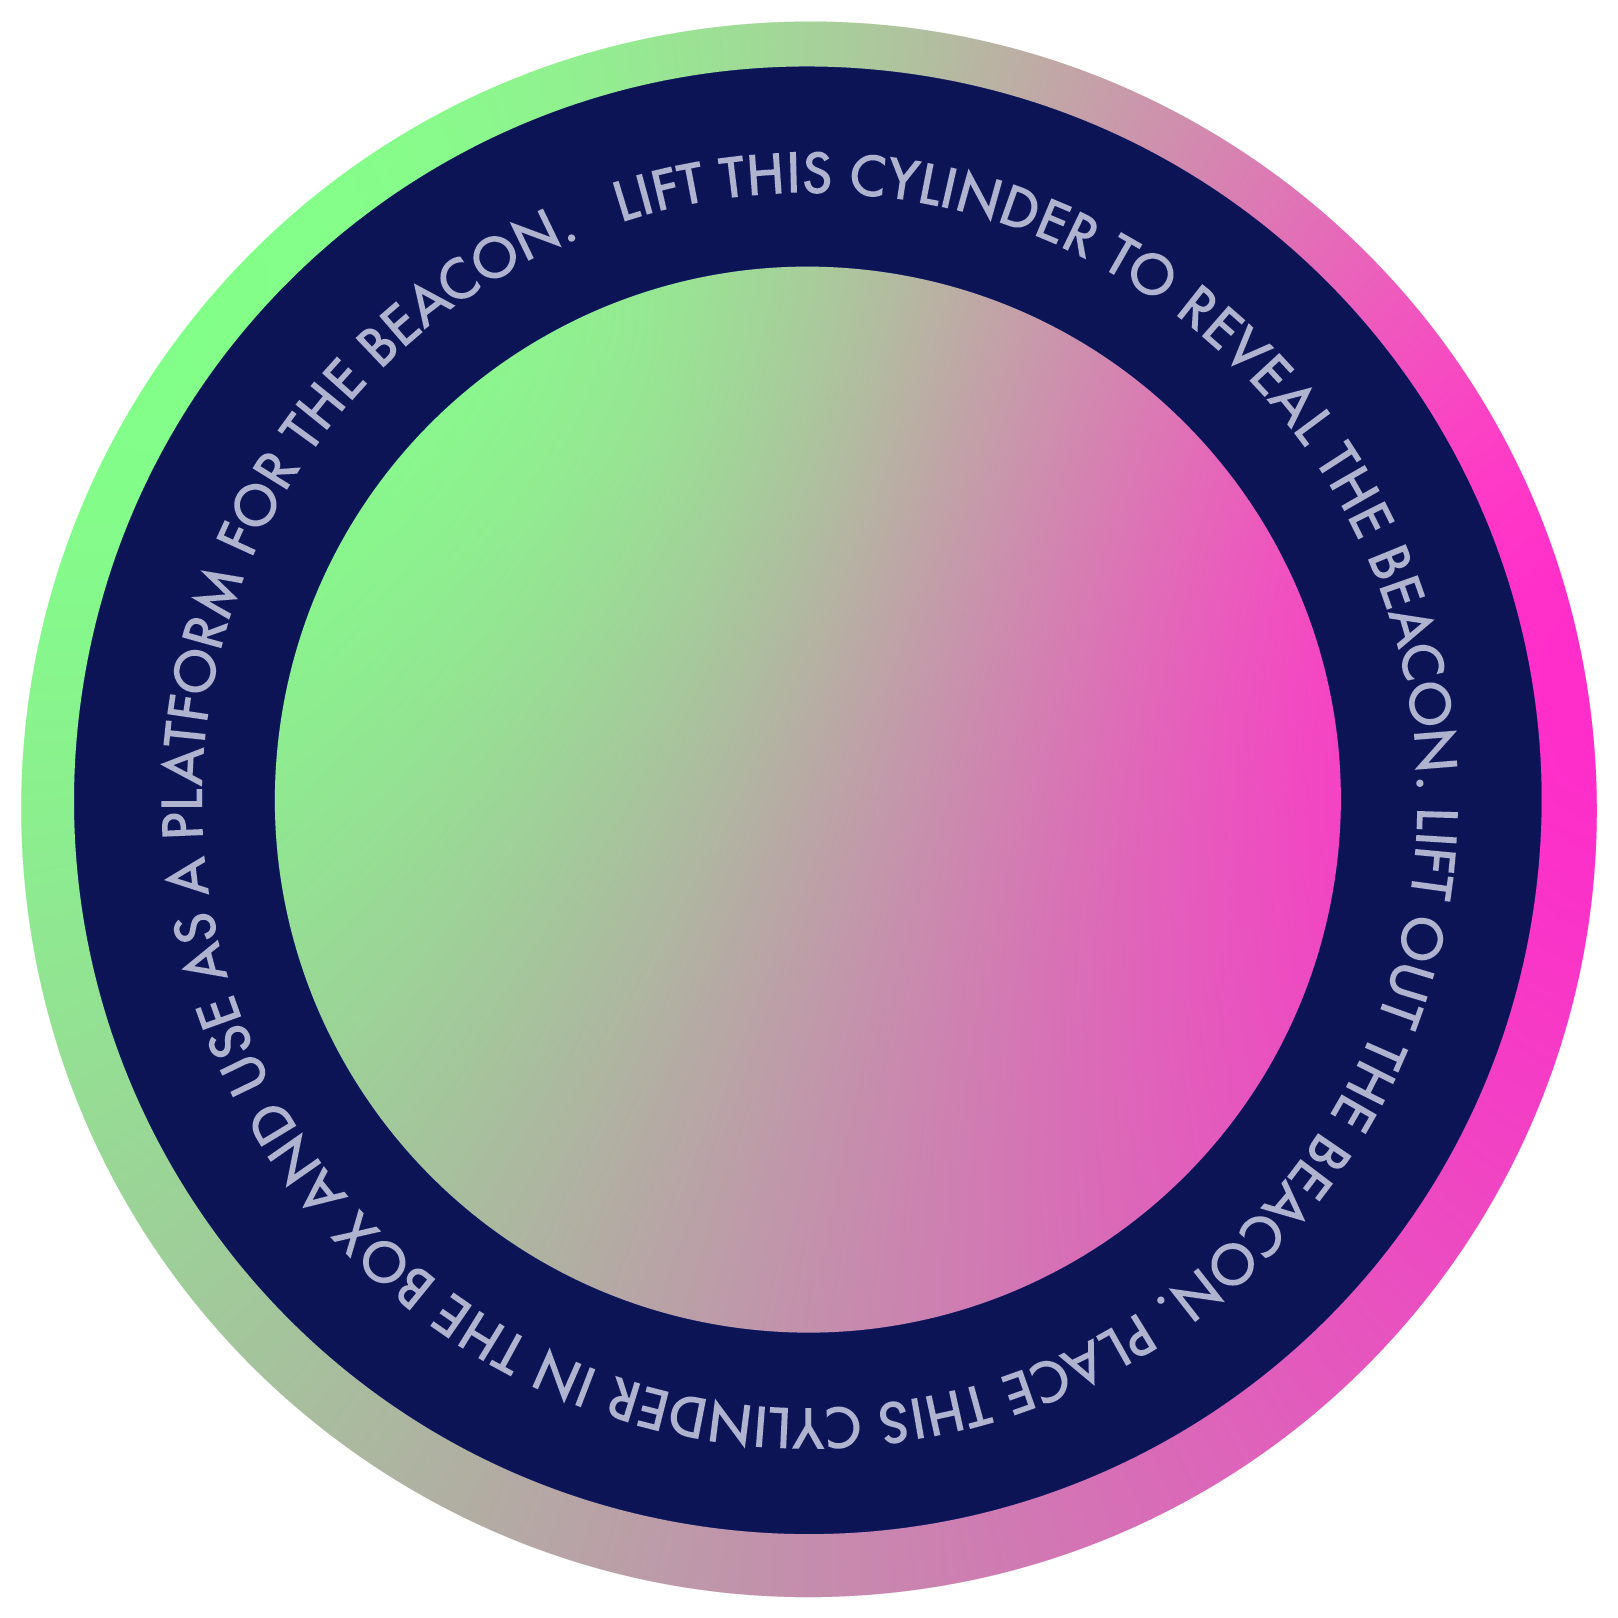 LIFT THIS CYLINDER TO REVEAL THE BEACON. LIFT OUT THE BEACON. PLACE THIS CYLINDER IN THE BOX AND USE AS A PLATFORM FOR THE BEACON.